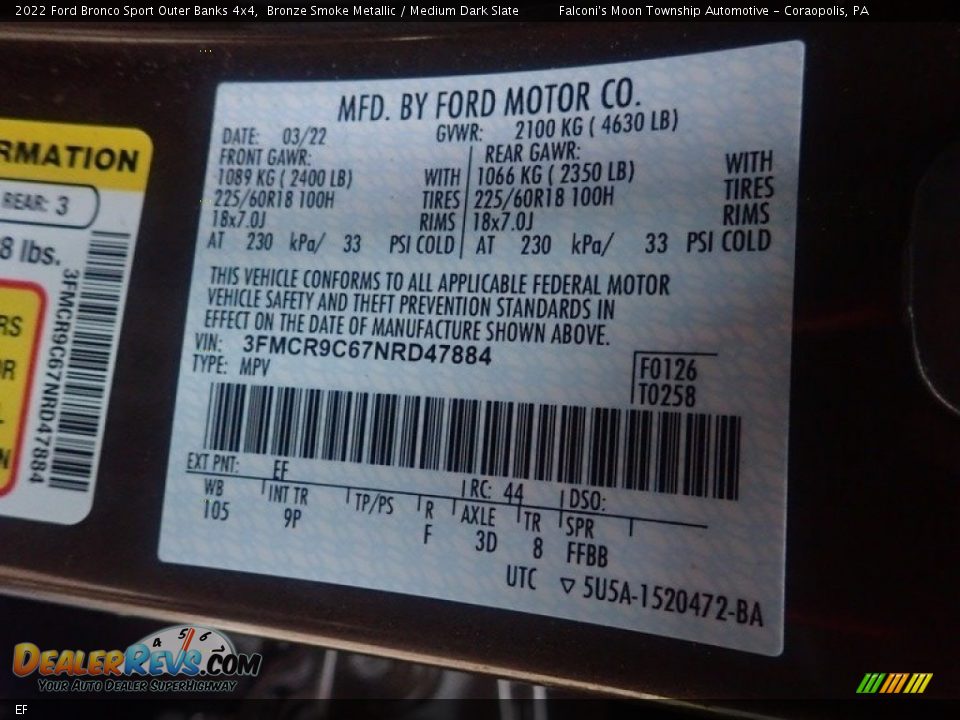 2022 Ford Bronco Sport Outer Banks 4x4, Bronze Smoke Metallic / Medium Dark Slate Falconi's Moon Township Automotive - Coraopolis, PA
RMATION
REAR: 3
8 lbs.
RS
OR
3FMCR9C67NRD47884
MFD. BY FORD MOTOR CO.
DATE: 03/22 GVWR: 2100 KG ( 4630 LB)
FRONT GAWR: REAR GAWR:
1089 KG ( 2400 LB) WITH 1066 KG ( 2350 LB) WITH
225/60R18 100H TIRES 225/60R18 100H TIRES
18x7.0J RIMS 18x7.0J RIMS
AT 230 kPa/ 33 PSI COLD AT 230 kPa/ 33 PSI COLD
THIS VEHICLE CONFORMS TO ALL APPLICABLE FEDERAL MOTOR
VEHICLE SAFETY AND THEFT PREVENTION STANDARDS IN
EFFECT ON THE DATE OF MANUFACTURE SHOWN ABOVE.
VIN: 3FMCR9C67NRD47884
TYPE: MPV
F0126
T0258
EXT PNT: EF RC: 44 DSO:
WB INT TR TP/PS R AXLE TR SPR
105 9P F 3D 8 FFBB
UTC ▽ 5U5A-1520472-BA
DEALERREVS.COM
Your Auto Dealer SuperHighway
EF